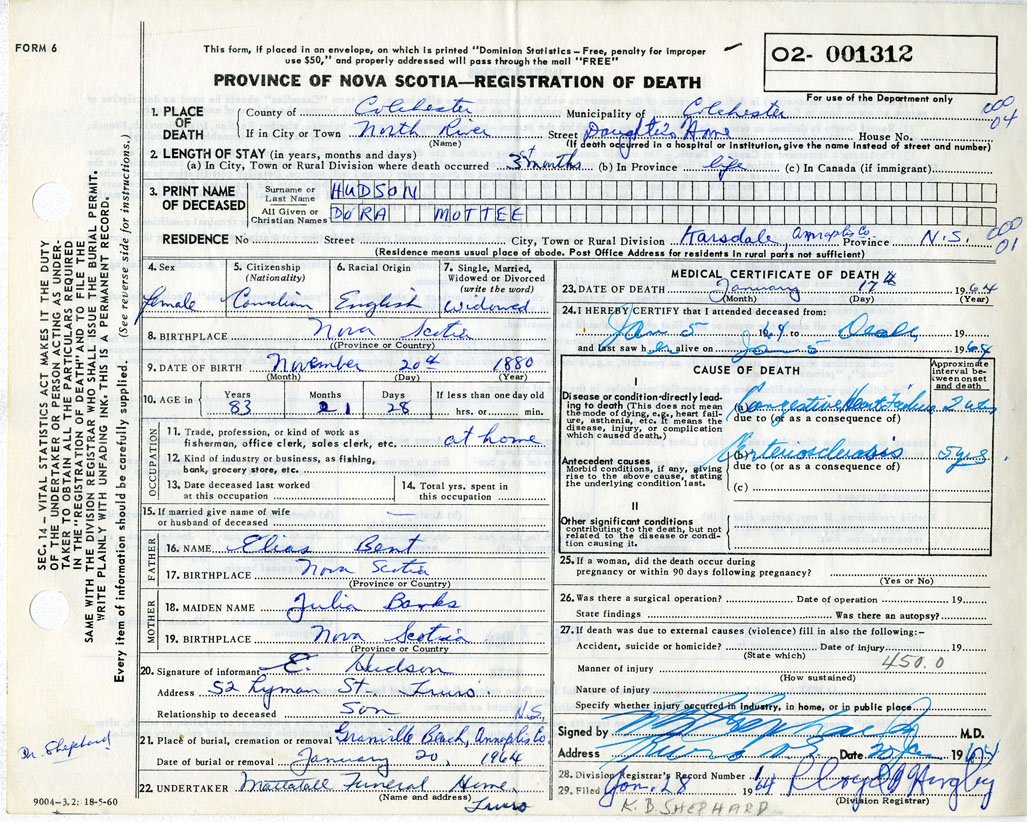 FORM 6
This form, if placed in an envelope, on which is printed "Dominion Statistics – Free, penalty for improper
use $50," and properly addressed will pass through the mail "FREE"
PROVINCE OF NOVA SCOTIA—REGISTRATION OF DEATH
02- 001312
For use of the Department only
000
04
1. PLACE OF DEATH
County of Colchester Municipality of Colchester
If in City or Town North River Street Daughter's Home House No.
(Name) (If death occurred in a hospital or institution, give the name instead of street and number)
2. LENGTH OF STAY (in years, months and days)
(a) In City, Town or Rural Division where death occurred 3 months (b) In Province life (c) In Canada (if immigrant)
3. PRINT NAME OF DECEASED
Surname or Last Name HUDSON
All Given or Christian Names DORA MOTTEE
000
01
RESIDENCE No Street City, Town or Rural Division Karsdale, Annapolis Co. Province N.S.
(Residence means usual place of abode. Post Office Address for residents in rural parts not sufficient)
4. Sex
female
5. Citizenship (Nationality)
Canadian
6. Racial Origin
English
7. Single, Married, Widowed or Divorced (write the word)
Widowed
8. BIRTHPLACE Nova Scotia
(Province or Country)
9. DATE OF BIRTH November 20th 1880
(Month) (Day) (Year)
10. AGE in Years 83 Months 1 Days 28 If less than one day old hrs. or min.
OCCUPATION
11. Trade, profession, or kind of work as fisherman, office clerk, sales clerk, etc. at home
12. Kind of industry or business, as fishing, bank, grocery store, etc.
13. Date deceased last worked at this occupation
14. Total yrs. spent in this occupation
15. If married give name of wife or husband of deceased —
FATHER
16. NAME Elias Bent
17. BIRTHPLACE Nova Scotia
(Province or Country)
MOTHER
18. MAIDEN NAME Julia Banks
19. BIRTHPLACE Nova Scotia
(Province or Country)
20. Signature of informant E. Hudson
Address 52 Lyman St. Truro
N.S.
Relationship to deceased Son
21. Place of burial, cremation or removal Granville Beach, Annapolis Co.
Date of burial or removal January 20, 1964
22. UNDERTAKER Mattatall Funeral Home
(Name and address) Truro
MEDICAL CERTIFICATE OF DEATH
23. DATE OF DEATH January 17th 1964
(Month) (Day) (Year)
24. I HEREBY CERTIFY that I attended deceased from:
Jan 5 1964 to Death 19
and last saw her alive on Jan 5 1964
CAUSE OF DEATH
Approximate interval between onset and death
I
Disease or condition directly leading to death (This does not mean the mode of dying, e.g., heart failure, asthenia, etc. It means the disease, injury, or complication which caused death.)
(a) Congestive Heart Failure 2 wks
due to (or as a consequence of)
Antecedent causes
Morbid conditions, if any, giving rise to the above cause, stating the underlying condition last.
(b) Arteriosclerosis 5 yrs.
due to (or as a consequence of)
(c)
II
Other significant conditions
contributing to the death, but not related to the disease or condition causing it.
25. If a woman, did the death occur during pregnancy or within 90 days following pregnancy?
(Yes or No)
26. Was there a surgical operation? Date of operation 19
State findings Was there an autopsy?
27. If death was due to external causes (violence) fill in also the following:–
Accident, suicide or homicide? Date of injury 19
(State which)
450.0
Manner of injury
(How sustained)
Nature of injury
Specify whether injury occurred in industry, in home, or in public place
Signed by M.D.
Address Truro N.S. Date 20 Jan 1964
28. Division Registrar's Record Number 1
29. Filed Jan. 28 1964
(Division Registrar)
K. B. SHEPHARD
SEC. 14 – VITAL STATISTICS ACT MAKES IT THE DUTY
OF THE UNDERTAKER OR PERSON ACTING AS UNDER-
TAKER TO OBTAIN ALL THE PARTICULARS REQUIRED
IN THE "REGISTRATION OF DEATH" AND TO FILE THE
SAME WITH THE DIVISION REGISTRAR WHO SHALL ISSUE THE BURIAL PERMIT.
WRITE PLAINLY WITH UNFADING INK. THIS IS A PERMANENT RECORD.
Every item of information should be carefully supplied. (See reverse side for instructions.)
Dr. Shephard
9004-3.2: 18-5-60